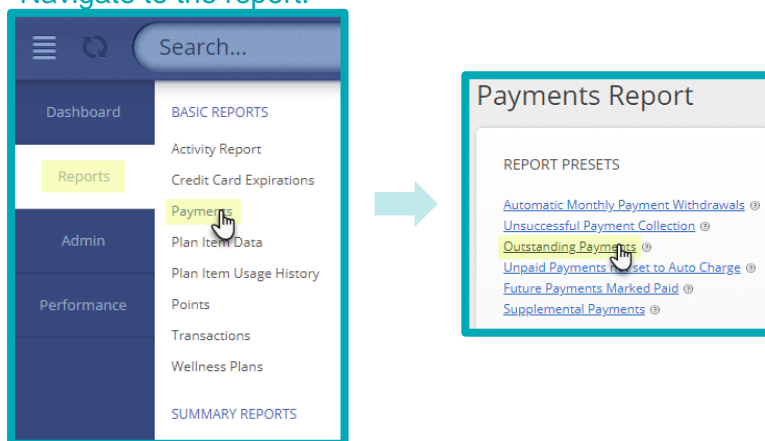 Navigate to the report:
Search...
Dashboard
Reports
Admin
Performance
BASIC REPORTS
Activity Report
Credit Card Expirations
Payments
Plan Item Data
Plan Item Usage History
Points
Transactions
Wellness Plans
SUMMARY REPORTS
Payments Report
REPORT PRESETS
Automatic Monthly Payment Withdrawals
Unsuccessful Payment Collection
Outstanding Payments
Unpaid Payments not set to Auto Charge
Future Payments Marked Paid
Supplemental Payments